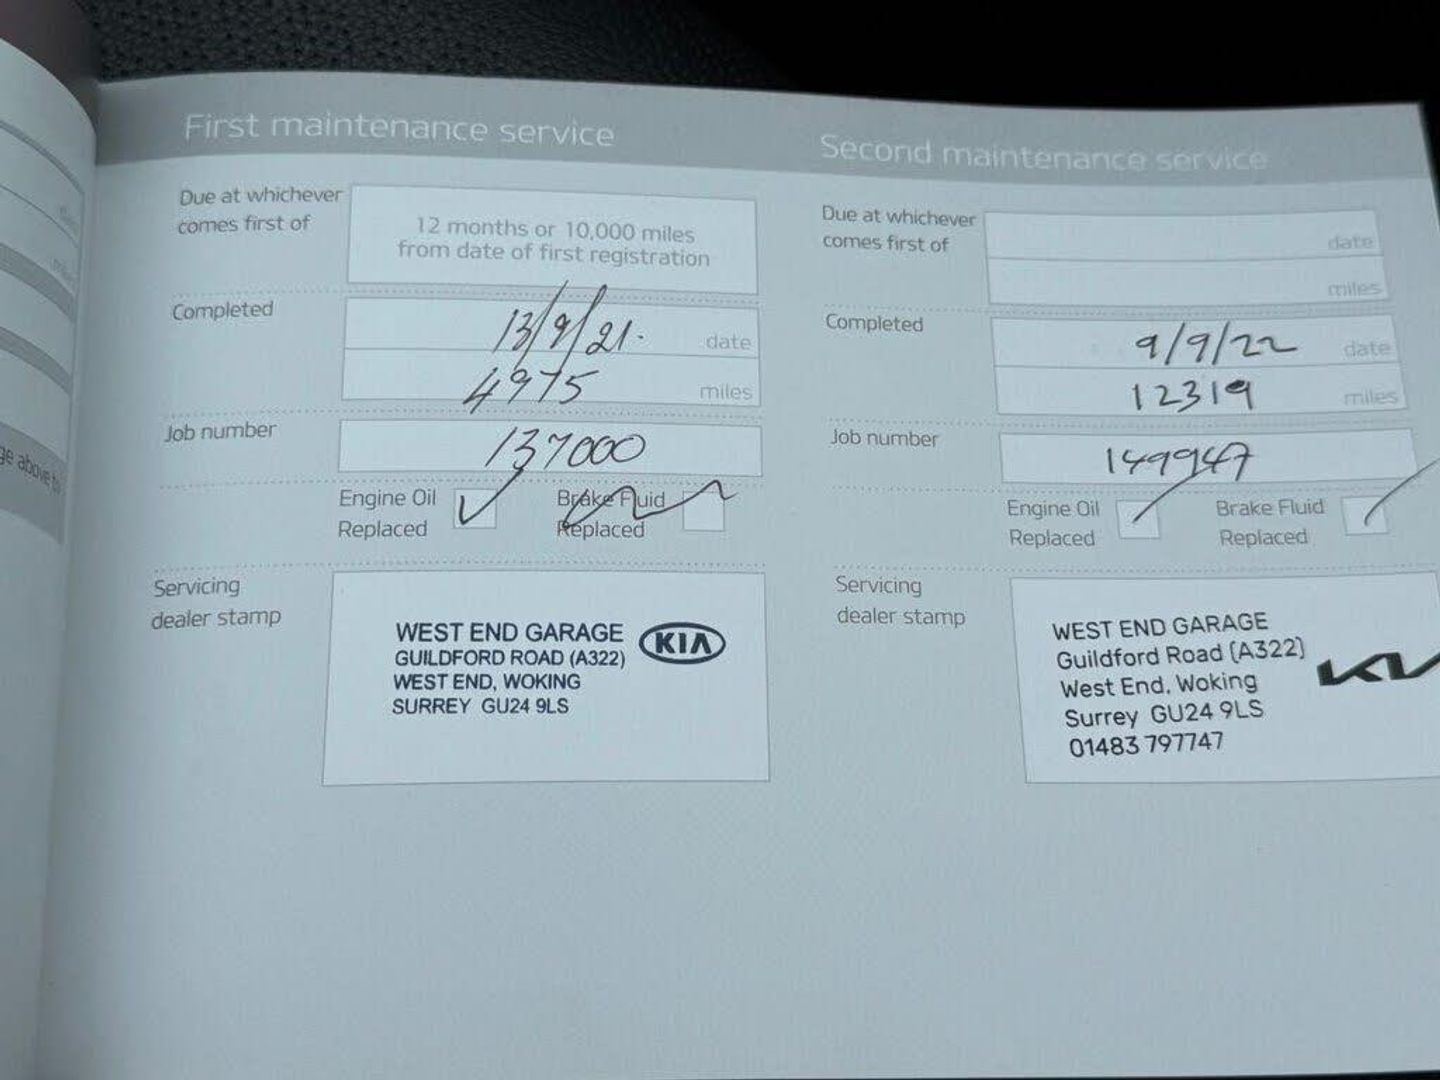 First maintenance service
Due at whichever
comes first of
12 months or 10,000 miles
from date of first registration
Completed
13/9/21.
date
4975
miles
Job number
137000
Engine Oil
Replaced
Brake Fluid
Replaced
Servicing
dealer stamp
WEST END GARAGE
GUILDFORD ROAD (A322)
WEST END, WOKING
SURREY GU24 9LS
KIA
Second maintenance service
Due at whichever
comes first of
date
miles
Completed
9/9/22
date
12319
miles
Job number
149947
Engine Oil
Replaced
Brake Fluid
Replaced
Servicing
dealer stamp
WEST END GARAGE
Guildford Road (A322)
West End, Woking
Surrey GU24 9LS
01483 797747
ge above to